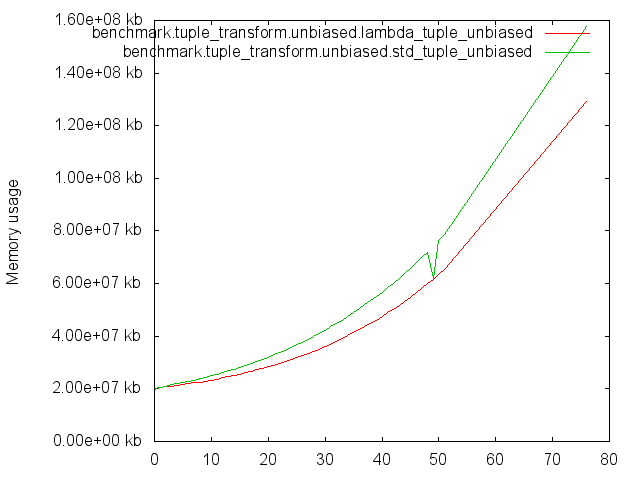 1.60e+08 kb
benchmark.tuple_transform.unbiased.lambda_tuple_unbiased
benchmark.tuple_transform.unbiased.std_tuple_unbiased
1.40e+08 kb
1.20e+08 kb
1.00e+08 kb
8.00e+07 kb
6.00e+07 kb
4.00e+07 kb
2.00e+07 kb
0.00e+00 kb
Memory usage
0 10 20 30 40 50 60 70 80